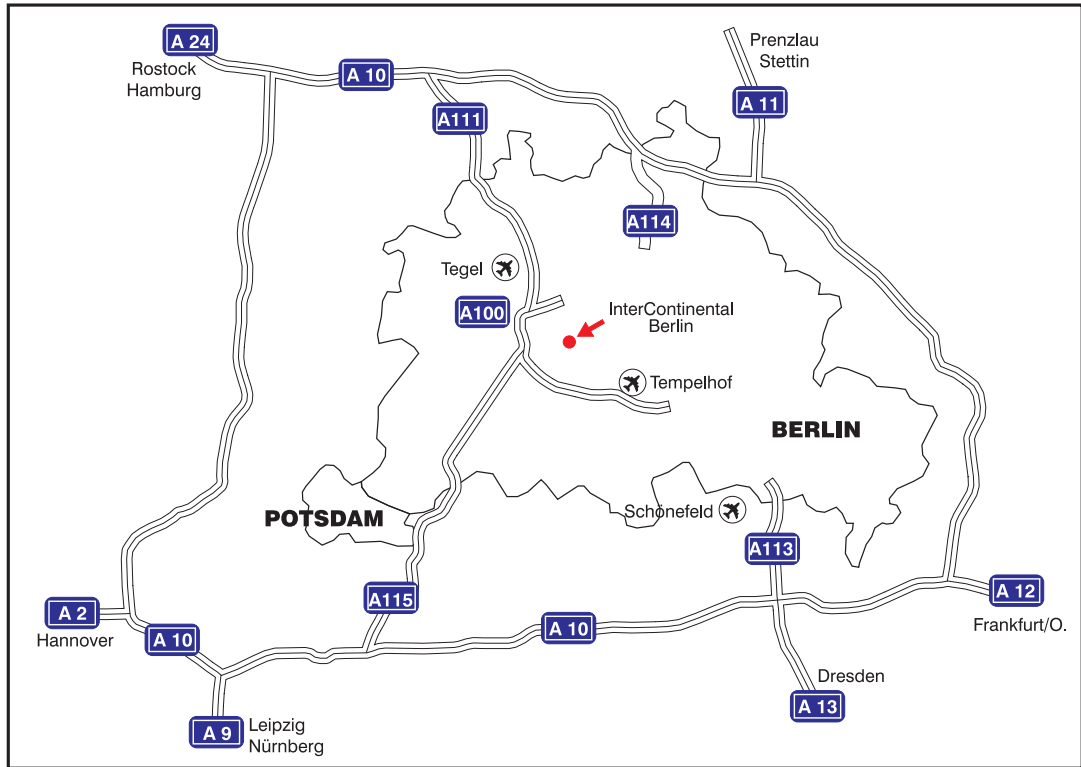 A 24
Rostock
Hamburg
A 10
Prenzlau
Stettin
A 11
A111
A114
Tegel
A100
InterContinental
Berlin
Tempelhof
BERLIN
POTSDAM
Schönefeld
A113
A115
A 2
Hannover
A 10
A 10
A 12
Frankfurt/O.
Dresden
A 13
A 9
Leipzig
Nürnberg